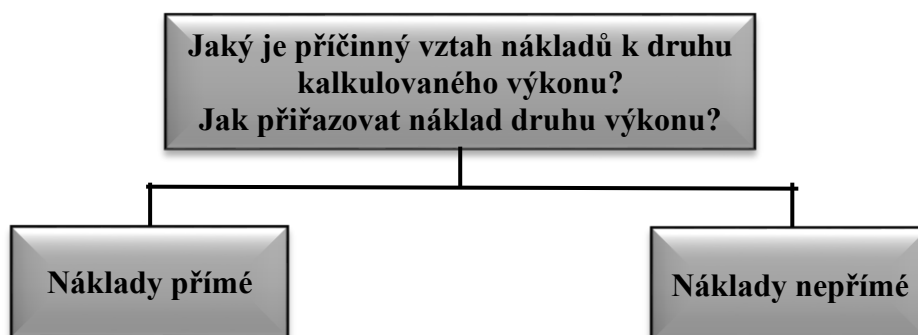 Jaký je příčinný vztah nákladů k druhu
kalkulovaného výkonu?
Jak přiřazovat náklad druhu výkonu?
Náklady přímé
Náklady nepřímé